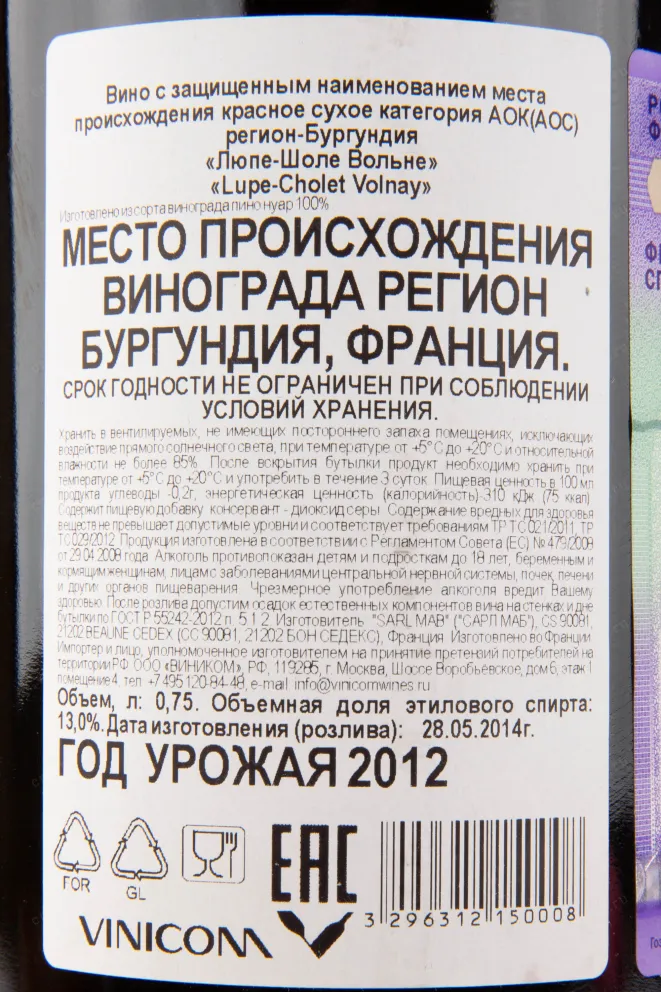 Вино с защищенным наименованием места
происхождения красное сухое категория АОК(АОС)
регион-Бургундия
«Люпе-Шоле Вольне»
«Lupe-Cholet Volnay»
Изготовлено из сорта винограда пино нуар 100%
МЕСТО ПРОИСХОЖДЕНИЯ
ВИНОГРАДА РЕГИОН
БУРГУНДИЯ, ФРАНЦИЯ.
СРОК ГОДНОСТИ НЕ ОГРАНИЧЕН ПРИ СОБЛЮДЕНИИ
УСЛОВИЙ ХРАНЕНИЯ.
Хранить в вентилируемых, не имеющих постороннего запаха помещениях, исключающих
воздействие прямого солнечного света, при температуре от +5°С до +20°С и относительной
влажности не более 85%. После вскрытия бутылки продукт необходимо хранить при
температуре от +5°С до +20°С и употребить в течение 3 суток. Пищевая ценность в 100 мл
продукта: углеводы -0,2г, энергетическая ценность (калорийность)-310 кДж (75 ккал).
Содержит пищевую добавку консервант - диоксид серы. Содержание вредных для здоровья
веществ не превышает допустимые уровни и соответствует требованиям ТР ТС 021/2011, ТР
ТС 029/2012. Продукция изготовлена в соответствии с Регламентом Совета (ЕС) № 479/2008
от 29.04.2008 года. Алкоголь противопоказан детям и подросткам до 18 лет, беременным и
кормящим женщинам, лицам с заболеваниями центральной нервной системы, почек, печени
и других органов пищеварения. Чрезмерное употребление алкоголя вредит Вашему
здоровью. После розлива допустим осадок естественных компонентов вина на стенках и дне
бутылки по ГОСТ Р 55242-2012 п. 5.1.2. Изготовитель: "SARL MAB" ("САРЛ МАБ"), CS 90081,
21202 BEAUNE CEDEX (СС 90081, 21202 БОН СЕДЕКС), Франция. Изготовлено во Франции.
Импортер и лицо, уполномоченное изготовителем на принятие претензий потребителей на
территории РФ: ООО «ВИНИКОМ», РФ, 119285, г. Москва, Шоссе Воробьёвское, дом 6, этаж 1
помещение 4, тел. +7 495 120-84-48, e-mail: info@vinicomwines.ru
Объем, л: 0,75. Объемная доля этилового спирта:
13,0%. Дата изготовления (розлива): 28.05.2014г.
ГОД УРОЖАЯ 2012
FOR
GL
EAC
3 296312 150008
VINICOM